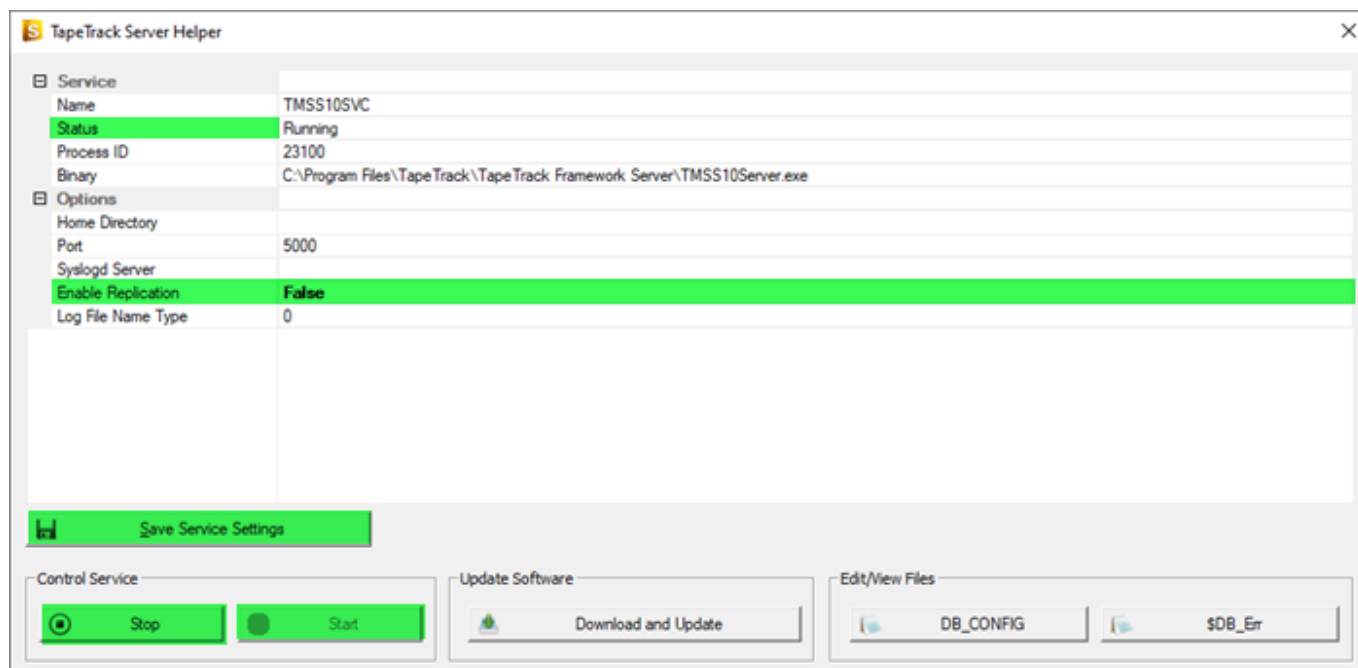 TapeTrack Server Helper
Service
Name TMSS10SVC
Status Running
Process ID 23100
Binary C:\Program Files\TapeTrack\TapeTrack Framework Server\TMSS10Server.exe
Options
Home Directory
Port 5000
Syslogd Server
Enable Replication False
Log File Name Type 0
Save Service Settings
Control Service Update Software Edit/View Files
Stop Start Download and Update DB_CONFIG $DB_Err